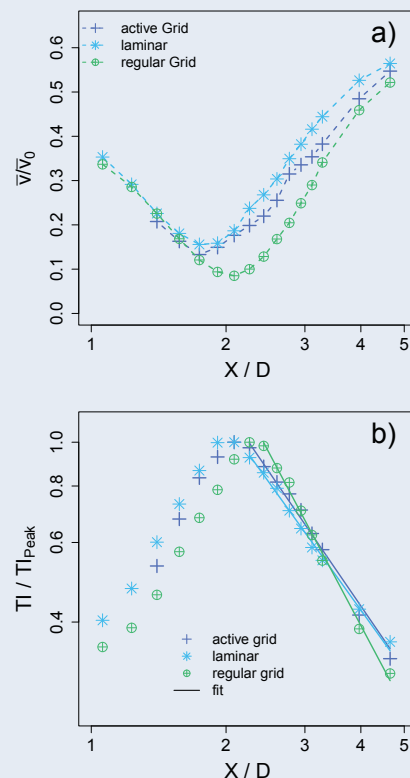 a)
active Grid
laminar
regular Grid
v/v0
0.6
0.5
0.4
0.3
0.2
0.1
0.0
1 2 3 4 5
X / D
b)
TI / TIPeak
1.0
0.8
0.6
0.4
active grid
laminar
regular grid
fit
1 2 3 4 5
X / D